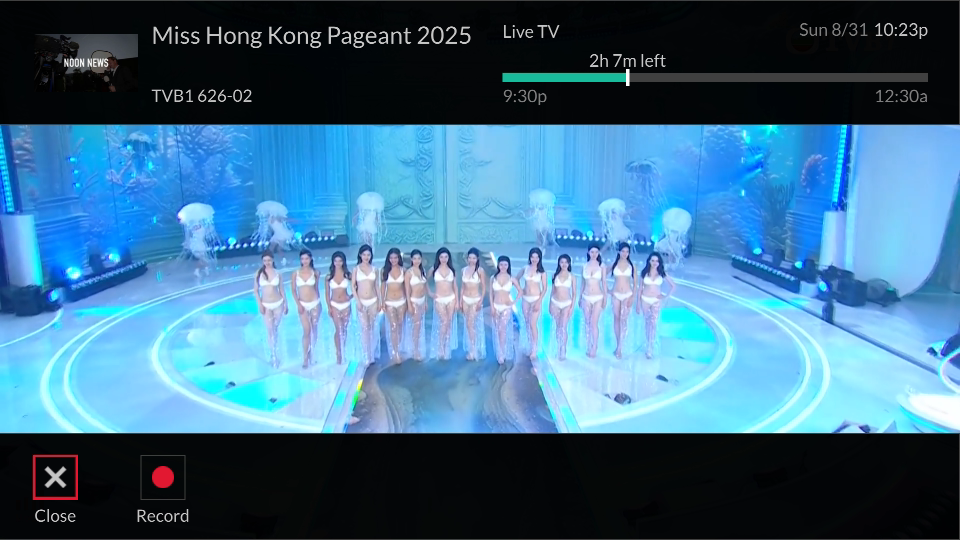 Miss Hong Kong Pageant 2025
NOON NEWS
TVB1 626-02
Live TV
Sun 8/31 10:23p
2h 7m left
9:30p
12:30a
Close
Record